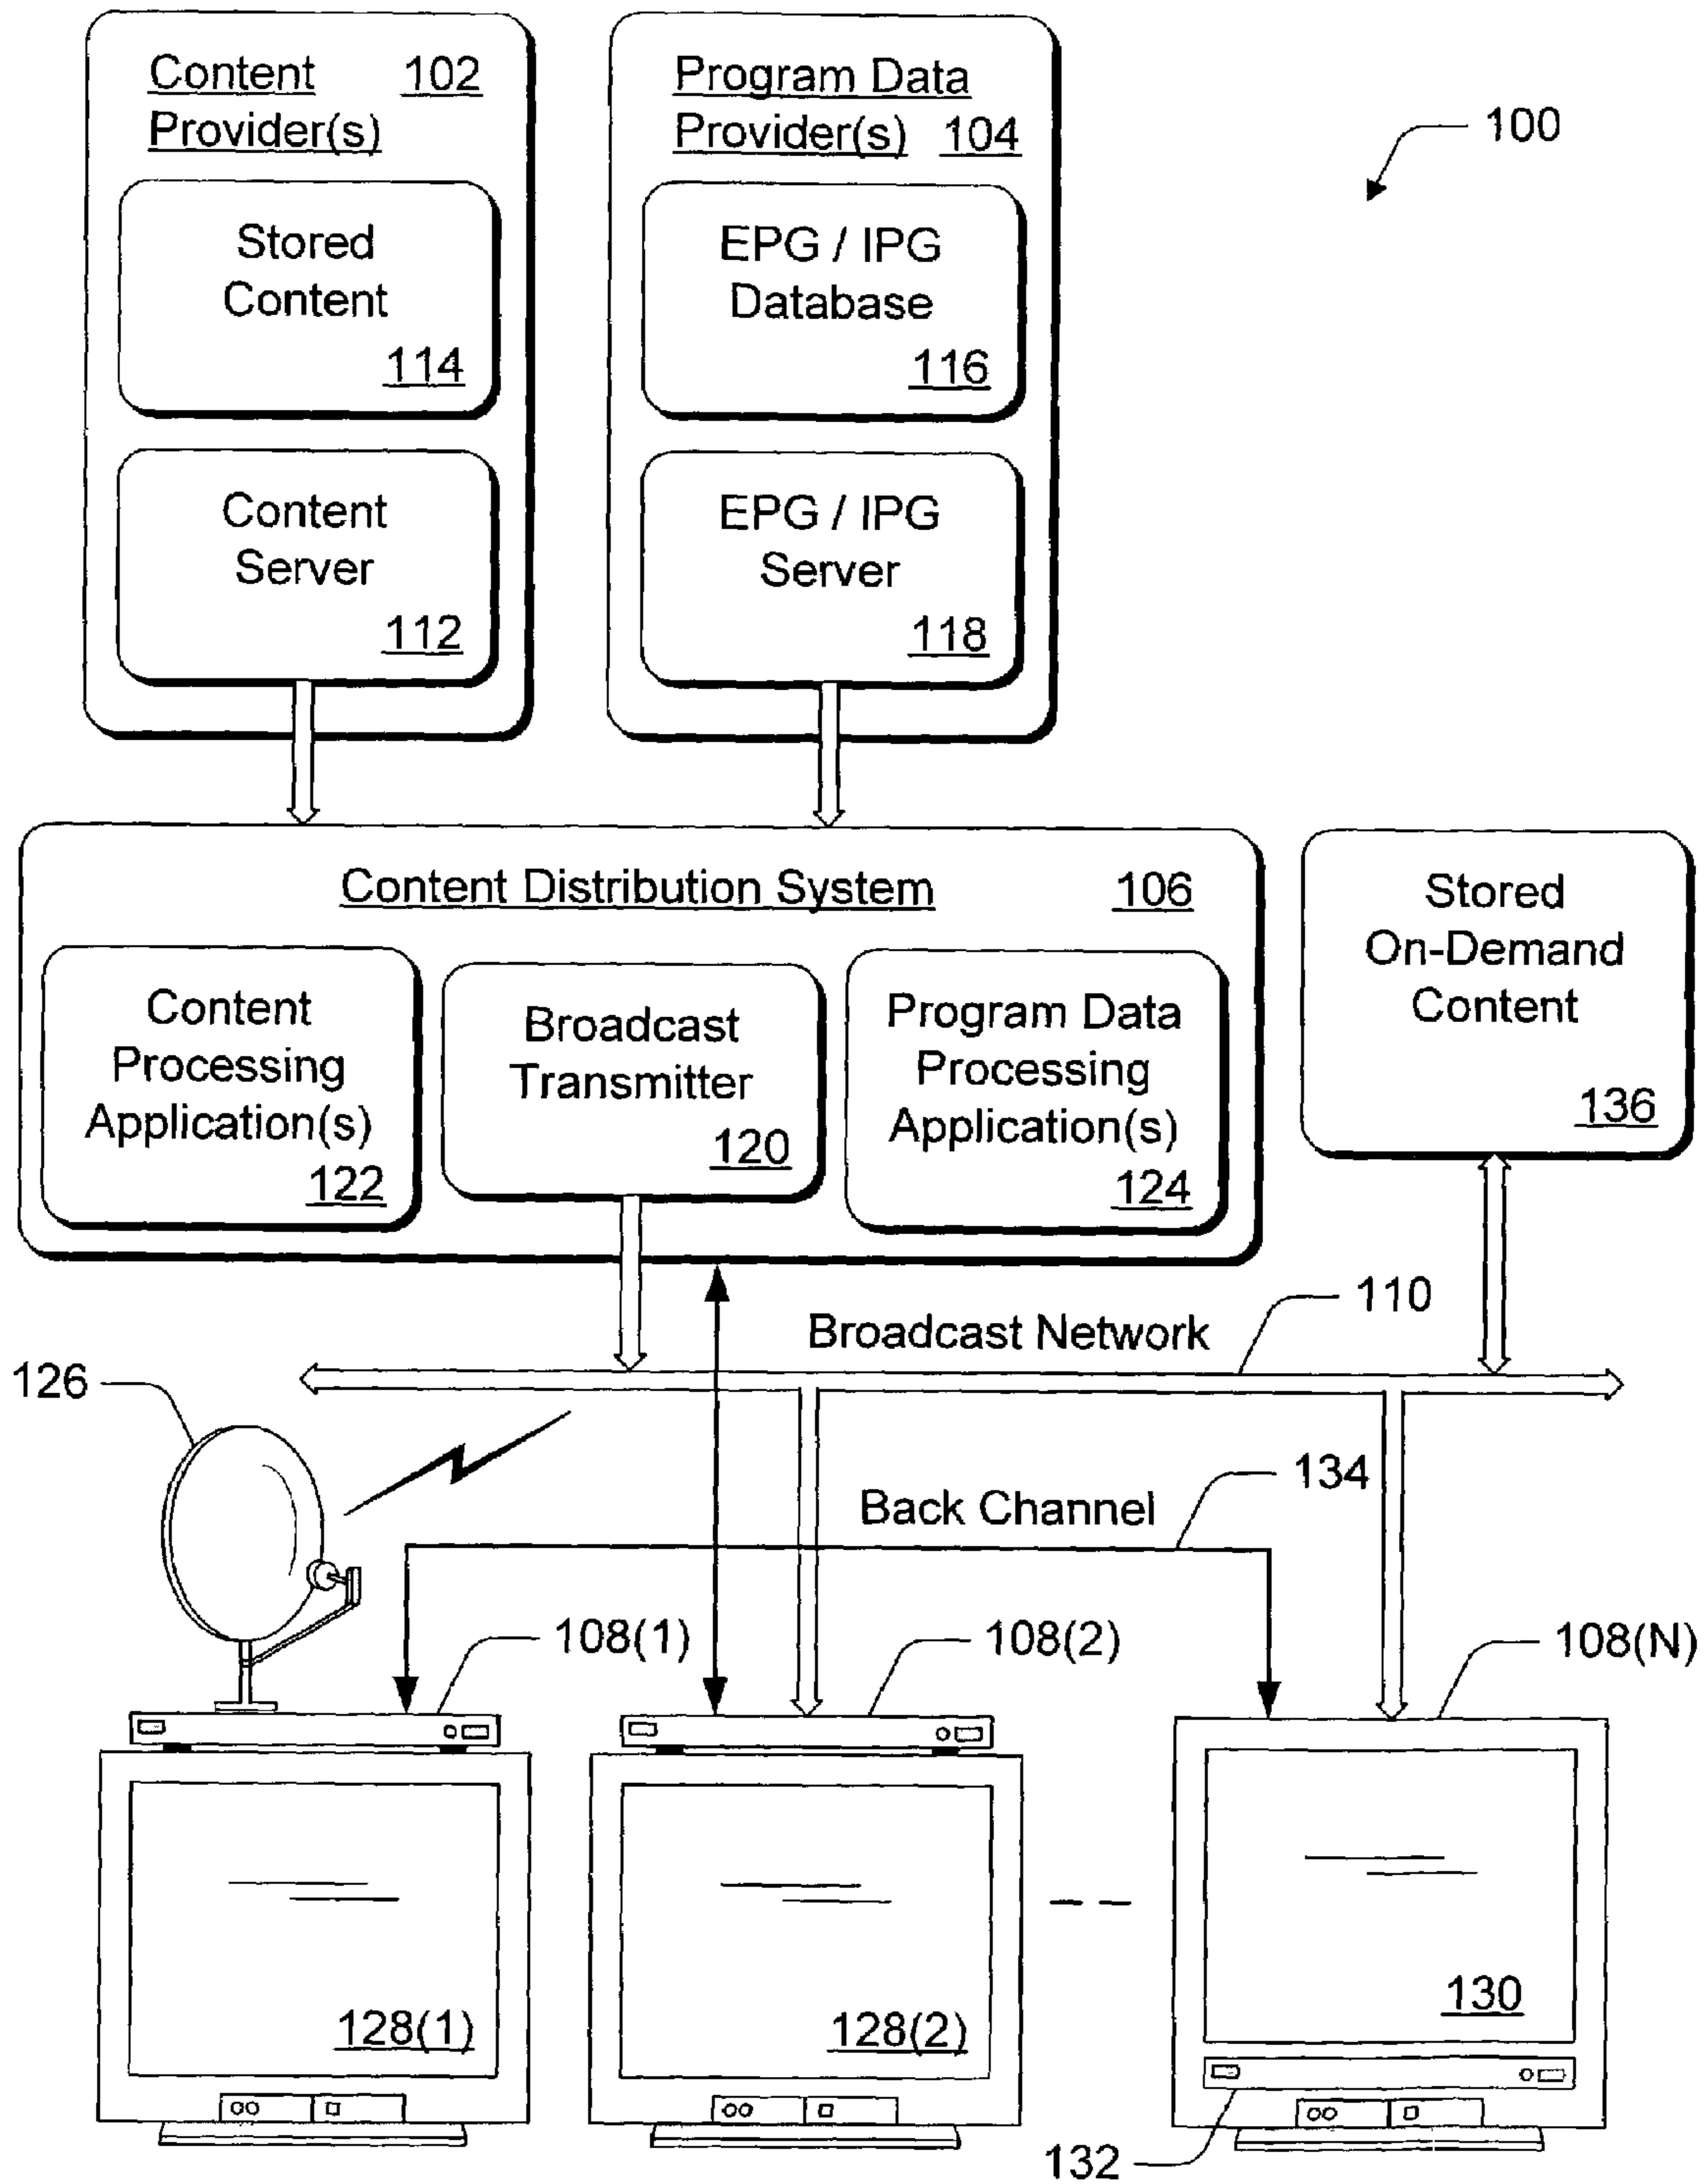 Content 102
Provider(s)
Stored
Content
114
Content
Server
112
Program Data
Provider(s) 104
EPG / IPG
Database
116
EPG / IPG
Server
118
100
Content Distribution System 106
Content
Processing
Application(s)
122
Broadcast
Transmitter
120
Program Data
Processing
Application(s)
124
Stored
On-Demand
Content
136
110
Broadcast Network
126
134
Back Channel
108(1)
108(2)
108(N)
128(1)
128(2)
130
132